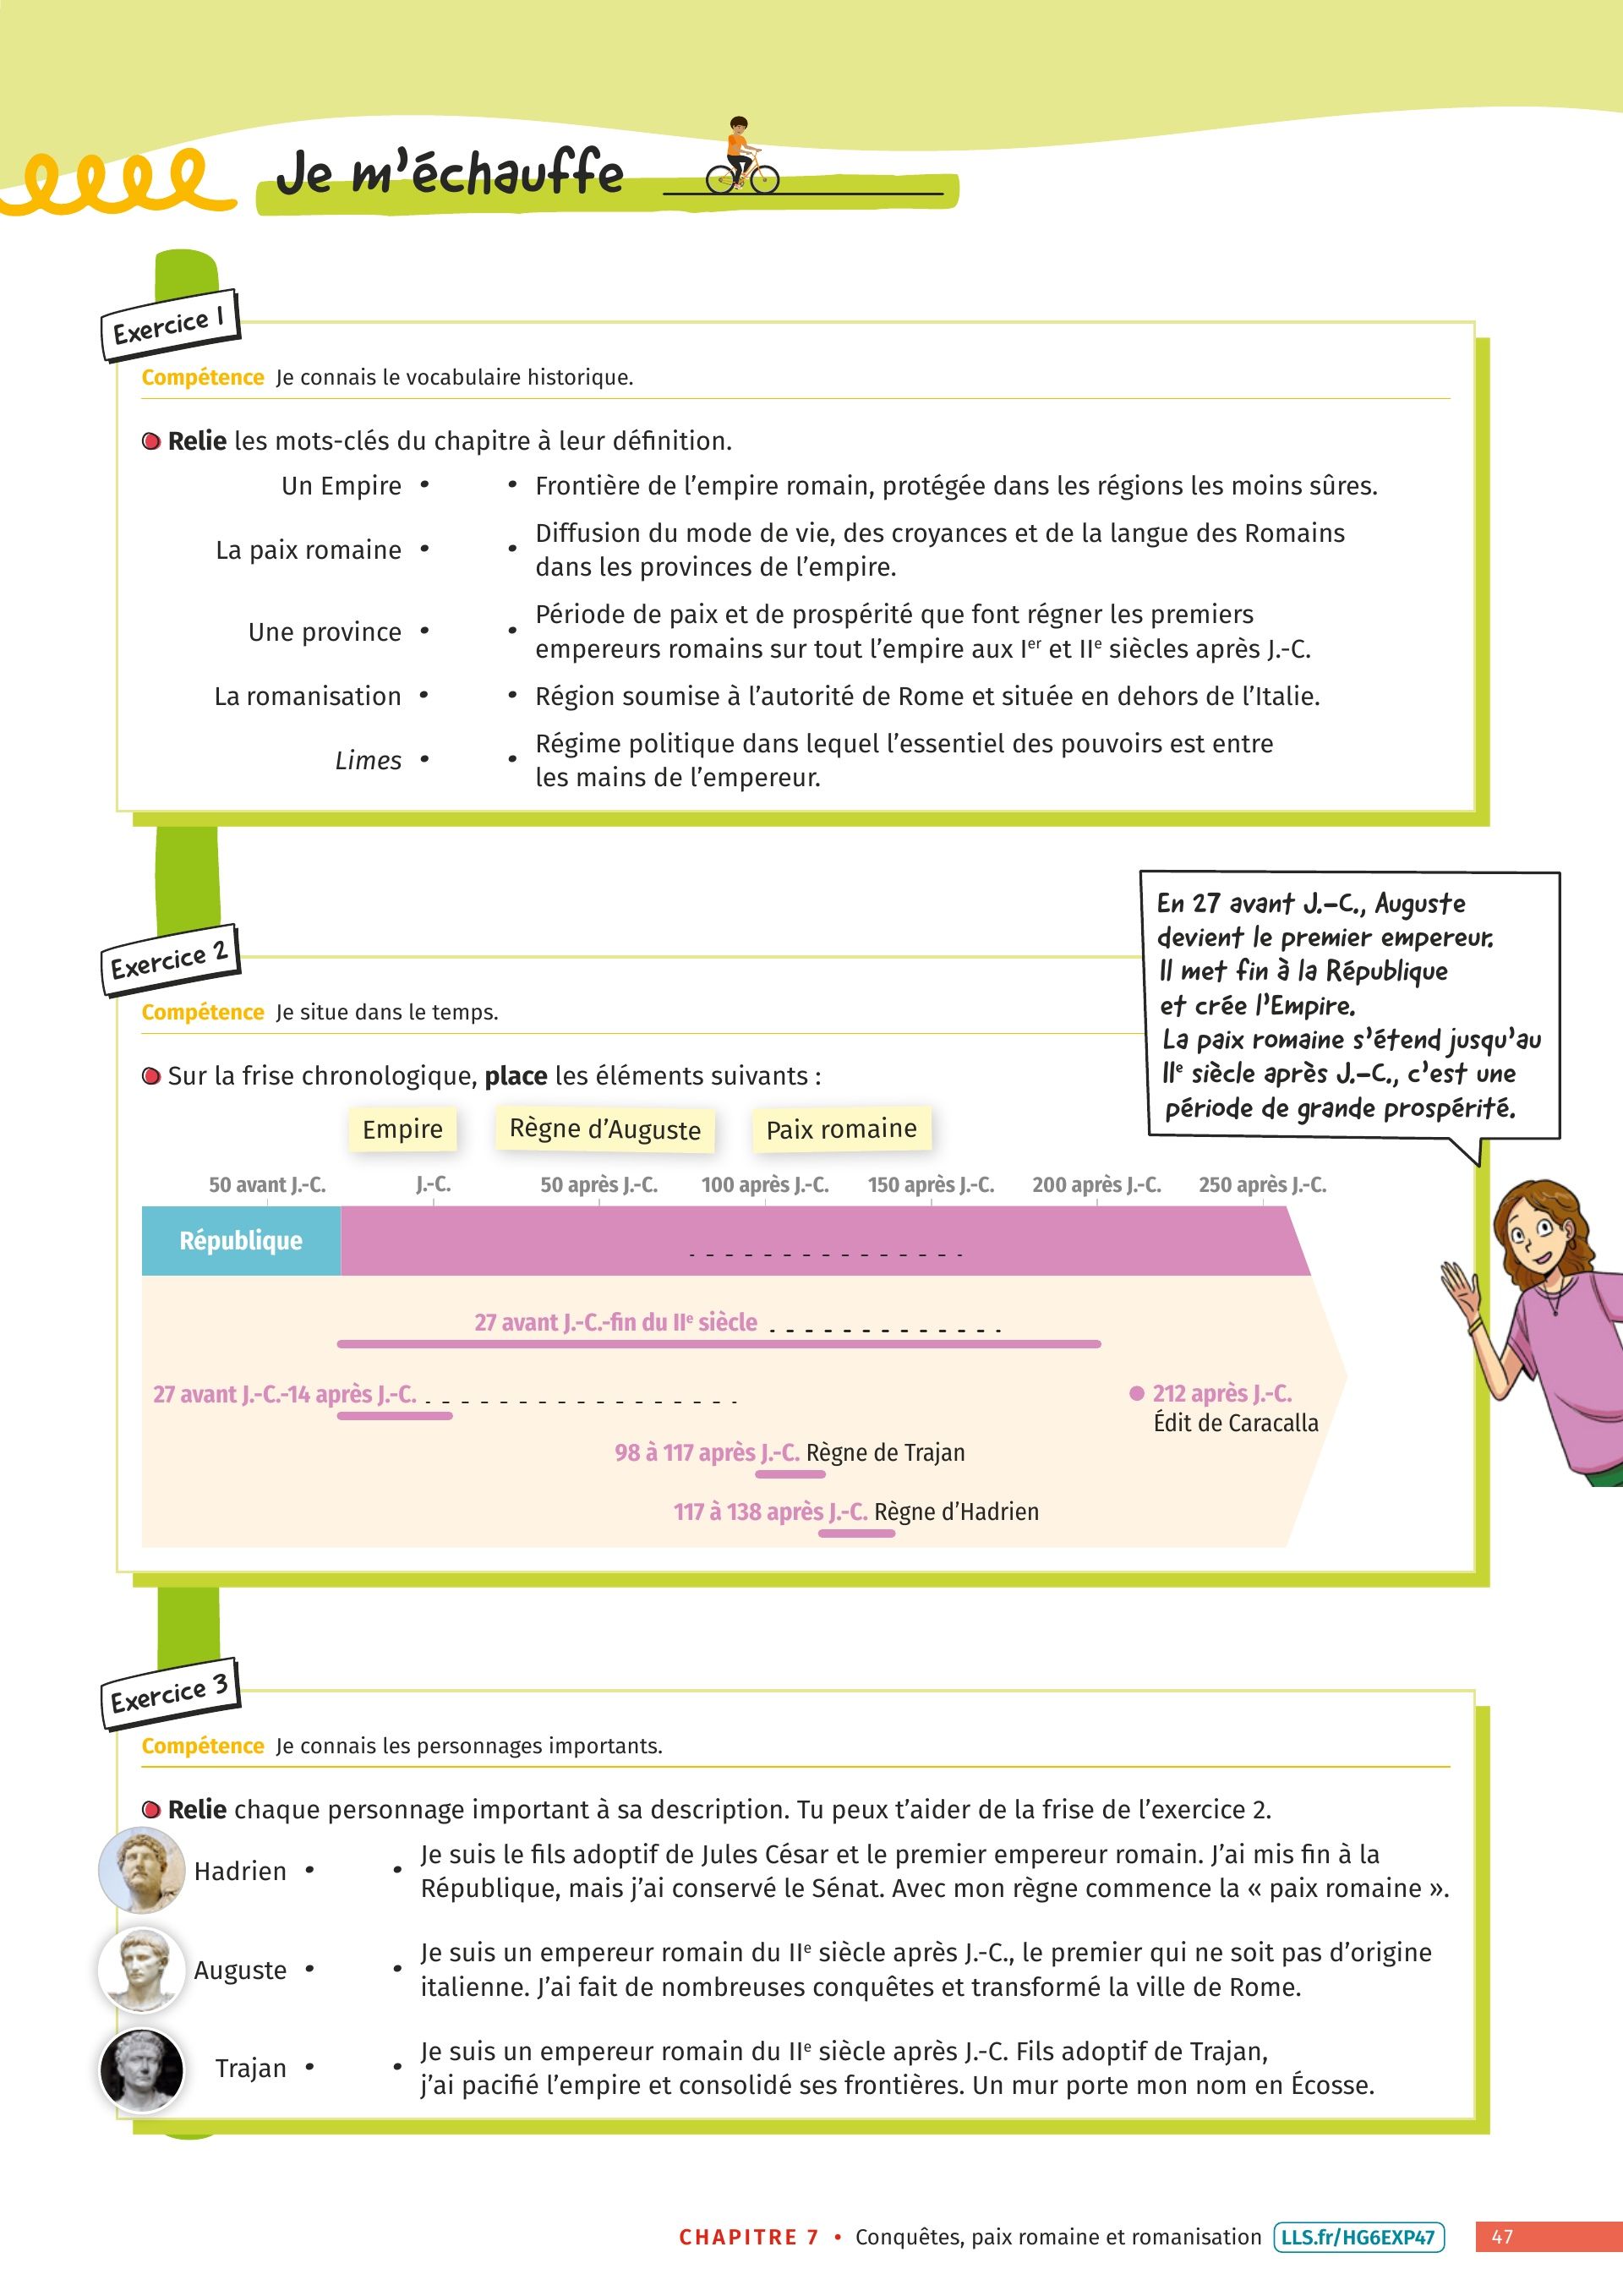 Je m'échauffe
Exercice 1
Compétence Je connais le vocabulaire historique.
Relie les mots-clés du chapitre à leur définition.
Un Empire • • Frontière de l'empire romain, protégée dans les régions les moins sûres.
La paix romaine • • Diffusion du mode de vie, des croyances et de la langue des Romains
dans les provinces de l'empire.
Une province • • Période de paix et de prospérité que font régner les premiers
empereurs romains sur tout l'empire aux Ier et IIe siècles après J.-C.
La romanisation • • Région soumise à l'autorité de Rome et située en dehors de l'Italie.
Limes • • Régime politique dans lequel l'essentiel des pouvoirs est entre
les mains de l'empereur.
En 27 avant J.-C., Auguste
devient le premier empereur.
Il met fin à la République
et crée l'Empire.
La paix romaine s'étend jusqu'au
IIe siècle après J.-C., c'est une
période de grande prospérité.
Exercice 2
Compétence Je situe dans le temps.
Sur la frise chronologique, place les éléments suivants :
Empire Règne d'Auguste Paix romaine
50 avant J.-C. J.-C. 50 après J.-C. 100 après J.-C. 150 après J.-C. 200 après J.-C. 250 après J.-C.
République
27 avant J.-C.-fin du IIe siècle
27 avant J.-C.-14 après J.-C.
212 après J.-C.
Édit de Caracalla
98 à 117 après J.-C. Règne de Trajan
117 à 138 après J.-C. Règne d'Hadrien
Exercice 3
Compétence Je connais les personnages importants.
Relie chaque personnage important à sa description. Tu peux t'aider de la frise de l'exercice 2.
Hadrien • • Je suis le fils adoptif de Jules César et le premier empereur romain. J'ai mis fin à la
République, mais j'ai conservé le Sénat. Avec mon règne commence la « paix romaine ».
Auguste • • Je suis un empereur romain du IIe siècle après J.-C., le premier qui ne soit pas d'origine
italienne. J'ai fait de nombreuses conquêtes et transformé la ville de Rome.
Trajan • • Je suis un empereur romain du IIe siècle après J.-C. Fils adoptif de Trajan,
j'ai pacifié l'empire et consolidé ses frontières. Un mur porte mon nom en Écosse.
CHAPITRE 7 • Conquêtes, paix romaine et romanisation LLS.fr/HG6EXP47 47